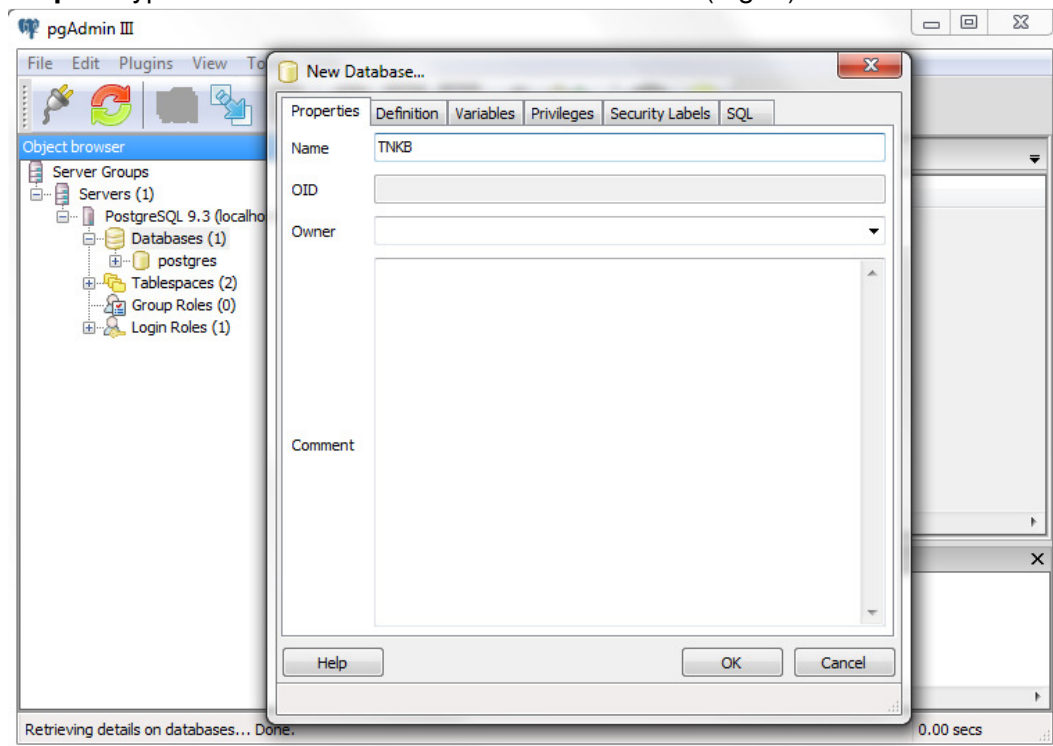 pgAdmin III
File Edit Plugins View To
New Database...
Properties Definition Variables Privileges Security Labels SQL
Object browser
Server Groups
Servers (1)
PostgreSQL 9.3 (localho
Databases (1)
postgres
Tablespaces (2)
Group Roles (0)
Login Roles (1)
Name TNKB
OID
Owner
Comment
Help OK Cancel
Retrieving details on databases... Done. 0.00 secs